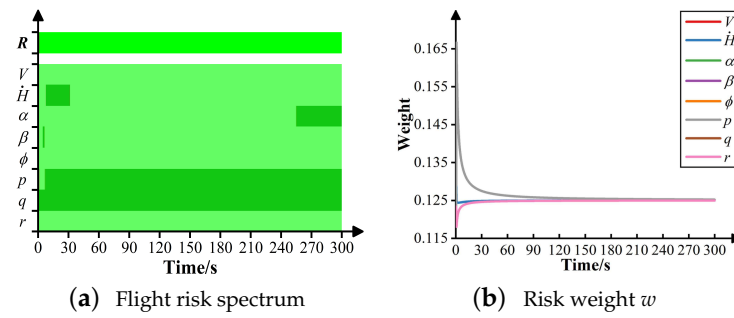 R
V
Ḣ
α
β
ϕ
p
q
r
0 30 60 90 120 150 180 210 240 270 300
Time/s
(a) Flight risk spectrum
Weight
0.165
0.155
0.145
0.135
0.125
0.115
0 30 60 90 120 150 180 210 240 270 300
Time/s
V
Ḣ
α
β
ϕ
p
q
r
(b) Risk weight w